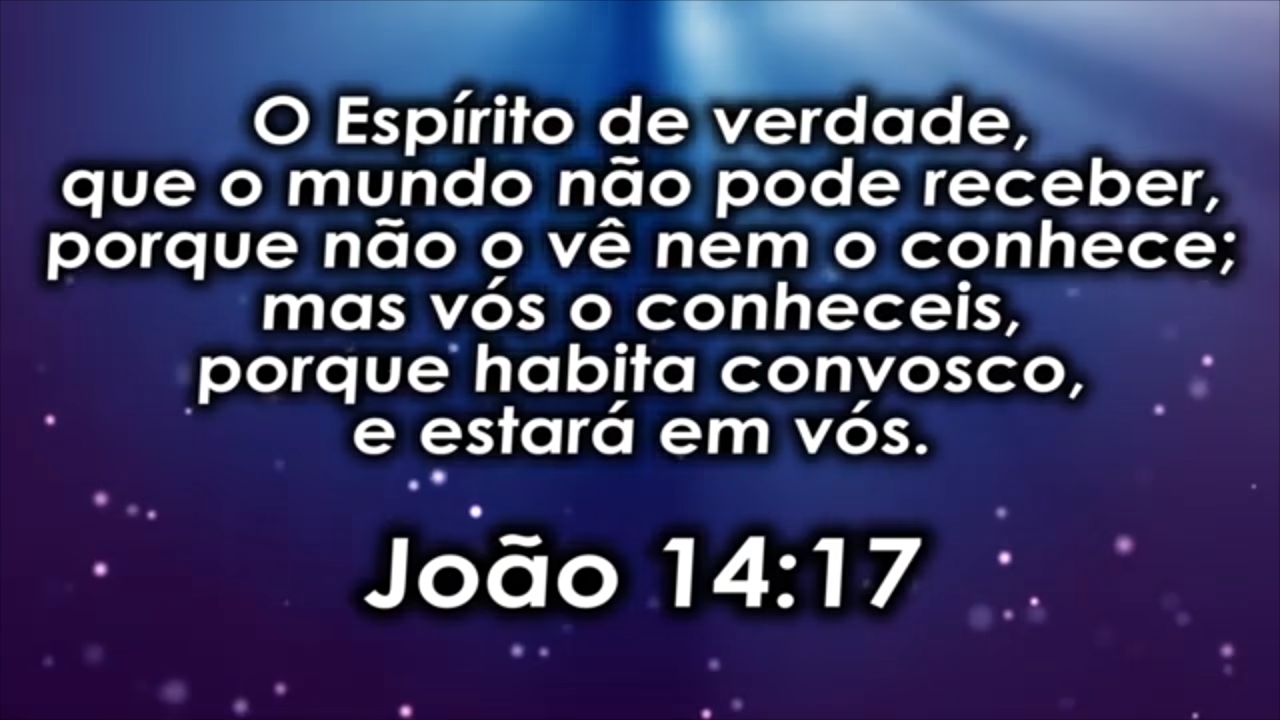 O Espírito de verdade,
que o mundo não pode receber,
porque não o vê nem o conhece;
mas vós o conheceis,
porque habita convosco,
e estará em vós.
João 14:17